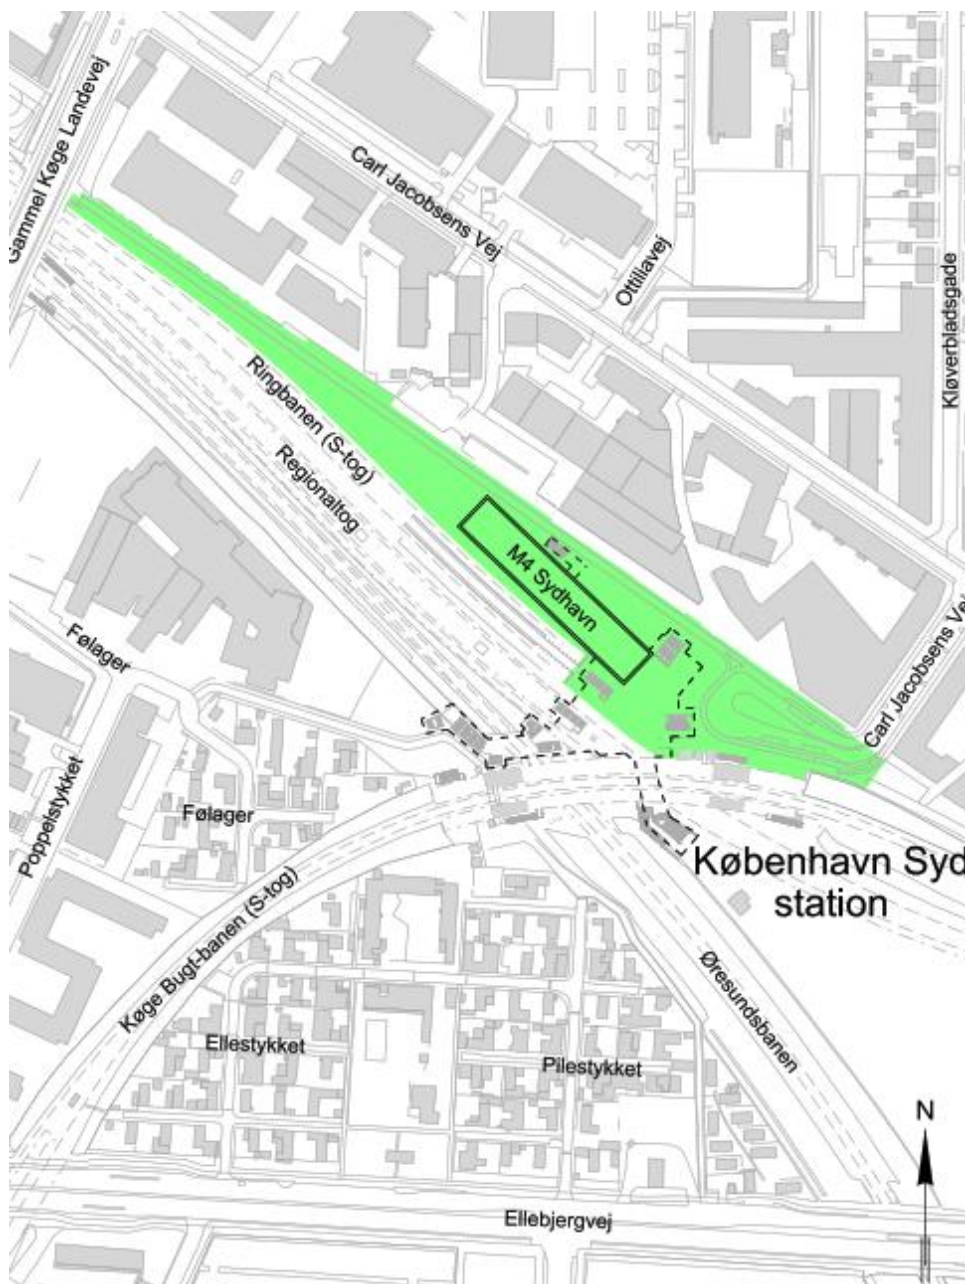 Gammel Køge Landevej
Carl Jacobsens Vej
Ottiliavej
Kløverbladsgade
Ringbanen (S-tog)
Regionaltog
M4 Sydhavn
Følager
Carl Jacobsens Vej
Poppelstykket
Følager
København Syd
station
Køge Bugt-banen (S-tog)
Øresundsbanen
Ellestykket
Pilestykket
N
Ellebjergvej